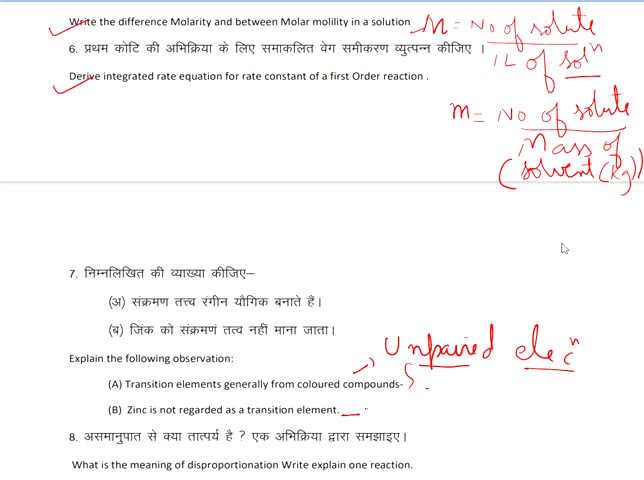 Write the difference Molarity and between Molar molility in a solution
M = No of solute
1L of solⁿ
6. प्रथम कोटि की अभिक्रिया के लिए समाकलित वेग समीकरण व्युत्पन्न कीजिए ।
Derive integrated rate equation for rate constant of a first Order reaction .
m = No of solute
Mass of
(solvent (kg))
7. निम्नलिखित की व्याख्या कीजिए–
(अ) संक्रमण तत्त्व रंगीन यौगिक बनाते हैं।
(ब) जिंक को संक्रमणं तत्व नहीं माना जाता।
Unpaired elecⁿ
Explain the following observation:
(A) Transition elements generally from coloured compounds-
(B) Zinc is not regarded as a transition element.
8. असमानुपात से क्या तात्पर्य है ? एक अभिक्रिया द्वारा समझाइए।
What is the meaning of disproportionation Write explain one reaction.